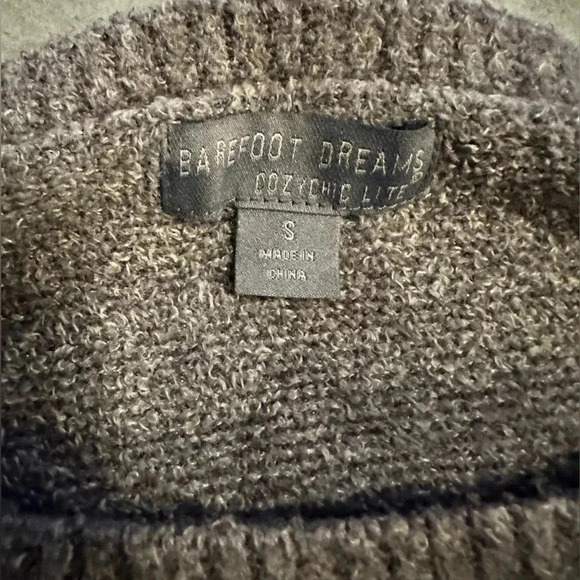 BAREFOOT DREAMS®
COZYCHIC LITE®
S
MADE IN
CHINA